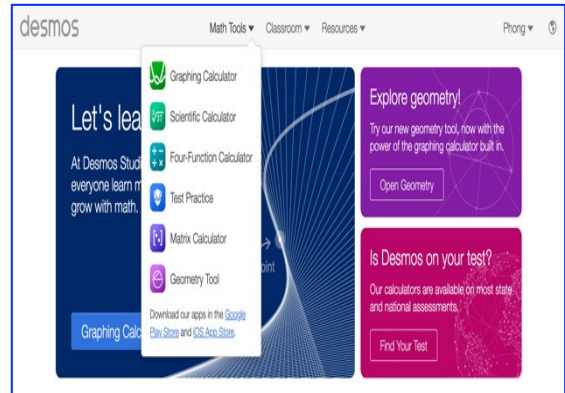 desmos
Math Tools ▾ Classroom ▾ Resources ▾
Phong ▾
Graphing Calculator
Scientific Calculator
Four-Function Calculator
Test Practice
Matrix Calculator
Geometry Tool
Download our apps in the Google
Play Store and iOS App Store.
Let's lea
At Desmos Studi
everyone learn m
grow with math.
oint
Graphing Calc
Explore geometry!
Try our new geometry tool, now with the
power of the graphing calculator built in.
Open Geometry
Is Desmos on your test?
Our calculators are available on most state
and national assessments.
Find Your Test